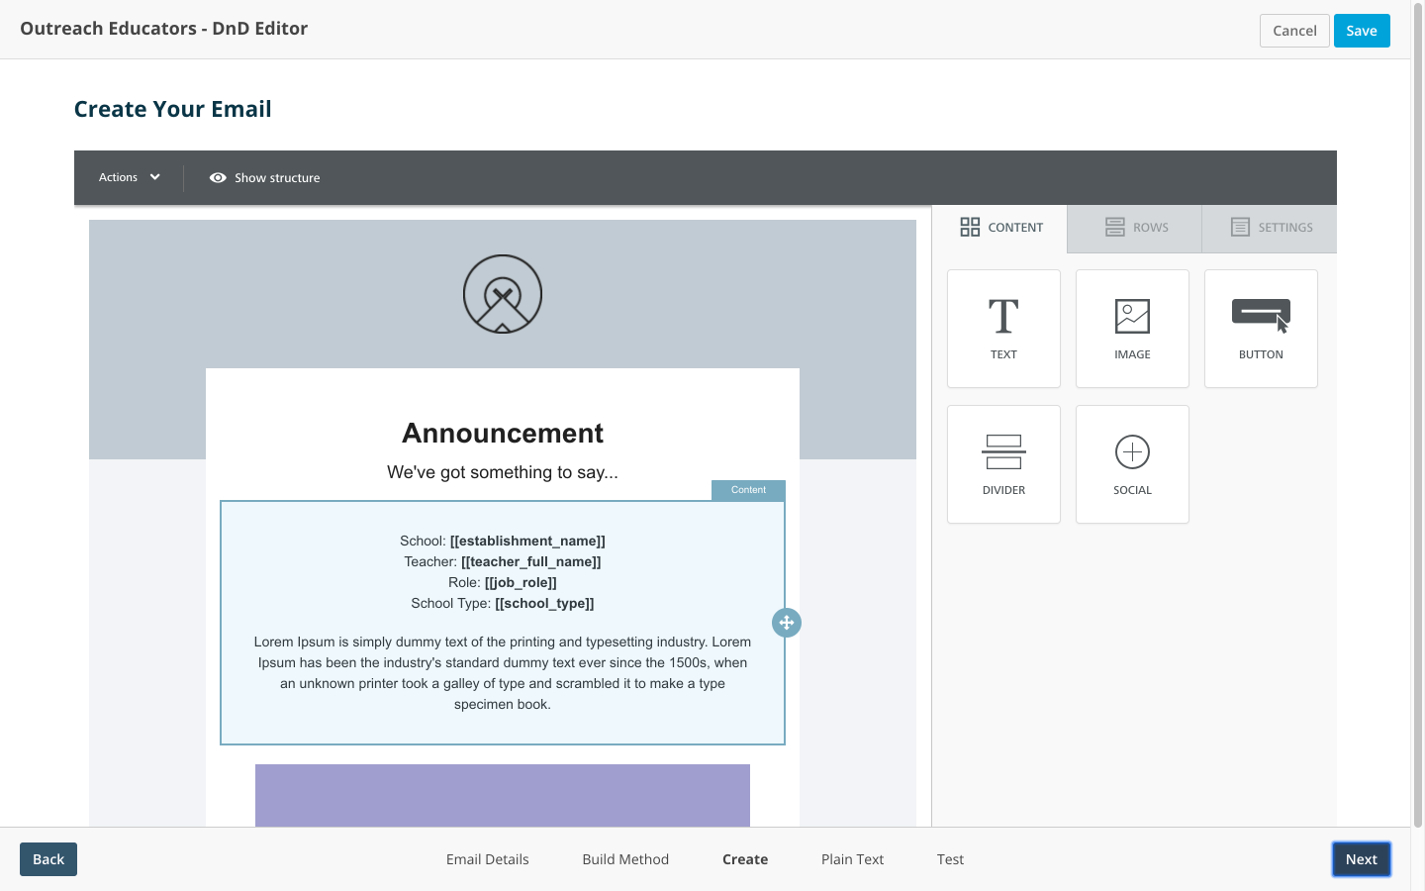 Outreach Educators - DnD Editor
Cancel
Save
Create Your Email
Actions
Show structure
CONTENT
ROWS
SETTINGS
TEXT
IMAGE
BUTTON
DIVIDER
SOCIAL
Announcement
We've got something to say...
Content
School: [[establishment_name]]
Teacher: [[teacher_full_name]]
Role: [[job_role]]
School Type: [[school_type]]
Lorem Ipsum is simply dummy text of the printing and typesetting industry. Lorem
Ipsum has been the industry's standard dummy text ever since the 1500s, when
an unknown printer took a galley of type and scrambled it to make a type
specimen book.
Back
Email Details
Build Method
Create
Plain Text
Test
Next